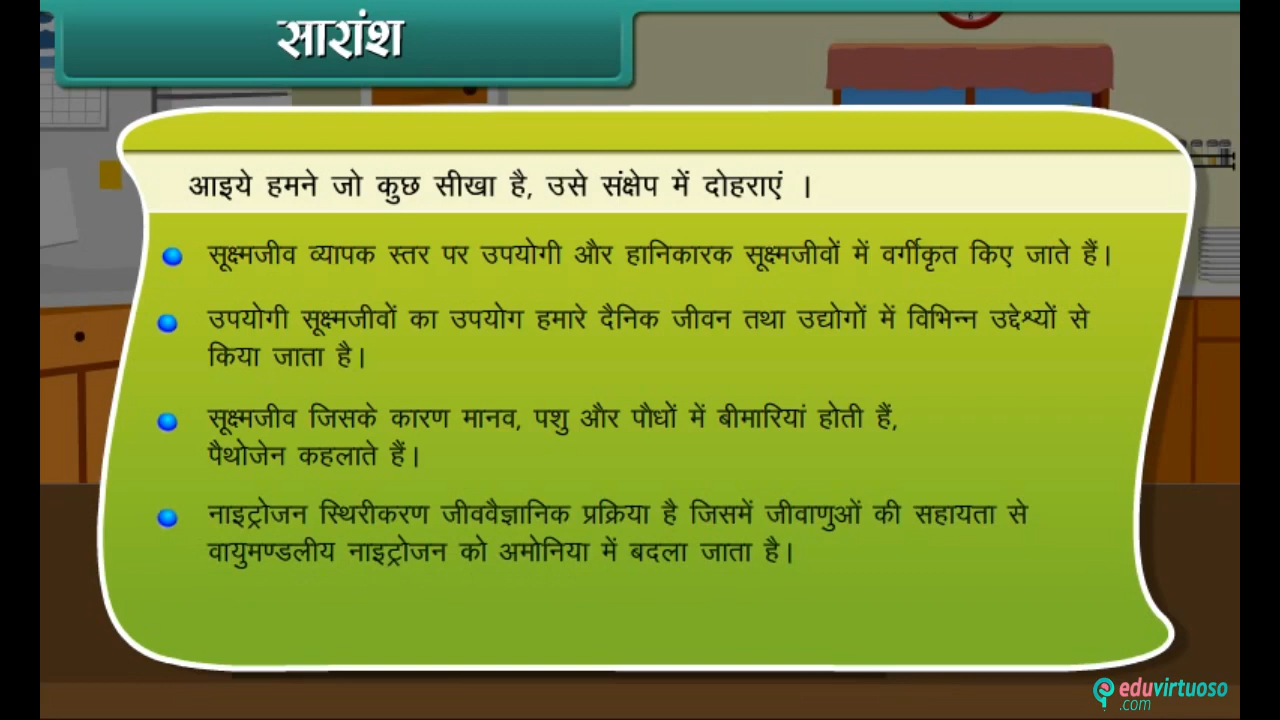 सारांश
आइये हमने जो कुछ सीखा है, उसे संक्षेप में दोहराएं ।
सूक्ष्मजीव व्यापक स्तर पर उपयोगी और हानिकारक सूक्ष्मजीवों में वर्गीकृत किए जाते हैं।
उपयोगी सूक्ष्मजीवों का उपयोग हमारे दैनिक जीवन तथा उद्योगों में विभिन्न उद्देश्यों से
किया जाता है।
सूक्ष्मजीव जिसके कारण मानव, पशु और पौधों में बीमारियां होती हैं,
पैथोजेन कहलाते हैं।
नाइट्रोजन स्थिरीकरण जीववैज्ञानिक प्रक्रिया है जिसमें जीवाणुओं की सहायता से
वायुमण्डलीय नाइट्रोजन को अमोनिया में बदला जाता है।
eduvirtuoso
.com